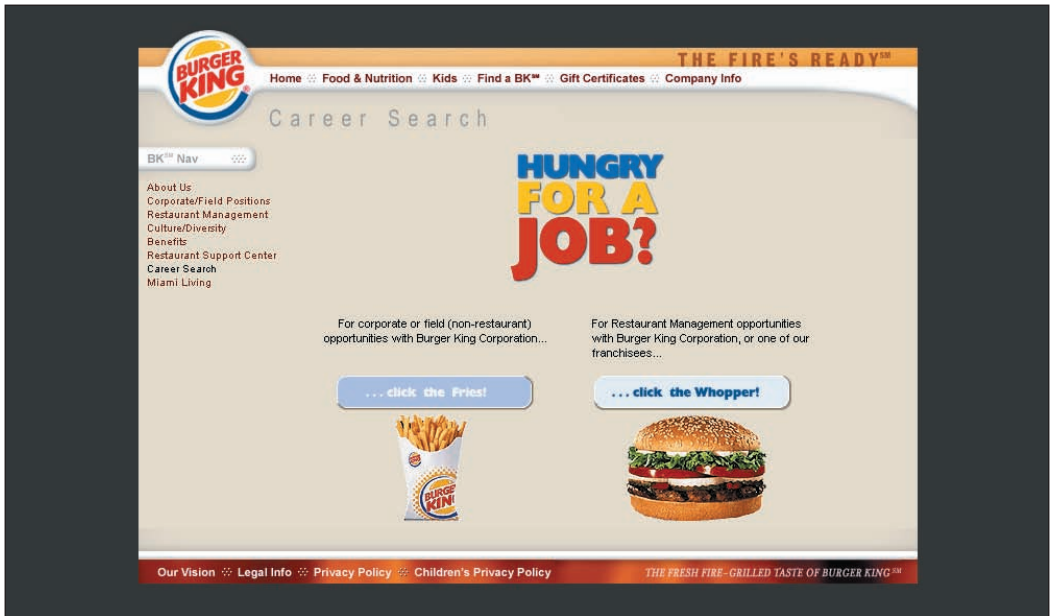 THE FIRE'S READY℠
BURGER KING®
Home Food & Nutrition Kids Find a BK℠ Gift Certificates Company Info
Career Search
BK℠ Nav
About Us
Corporate/Field Positions
Restaurant Management
Culture/Diversity
Benefits
Restaurant Support Center
Career Search
Miami Living
HUNGRY
FOR A
JOB?
For corporate or field (non-restaurant)
opportunities with Burger King Corporation...
...click the Fries!
For Restaurant Management opportunities
with Burger King Corporation, or one of our
franchisees...
...click the Whopper!
BURGER
KING
Our Vision Legal Info Privacy Policy Children's Privacy Policy
THE FRESH FIRE-GRILLED TASTE OF BURGER KING℠